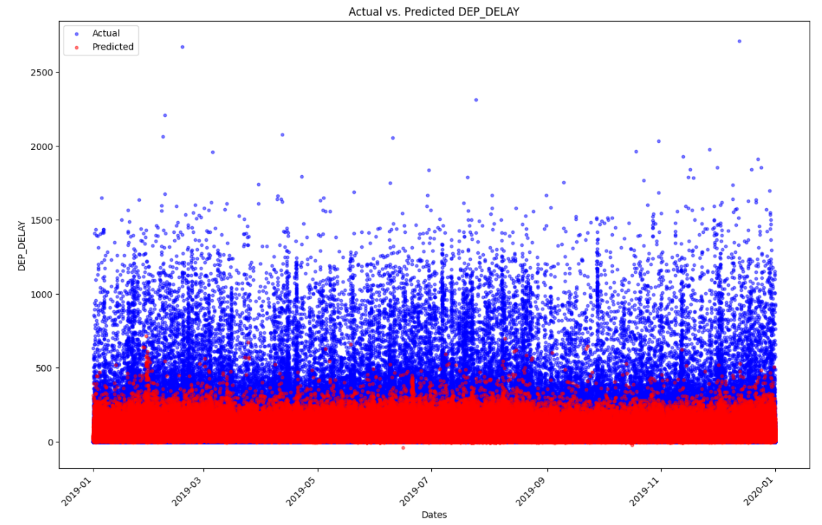 Actual vs. Predicted DEP_DELAY
Actual
Predicted
2500
2000
1500
1000
500
0
DEP_DELAY
2019-01
2019-03
2019-05
2019-07
2019-09
2019-11
2020-01
Dates